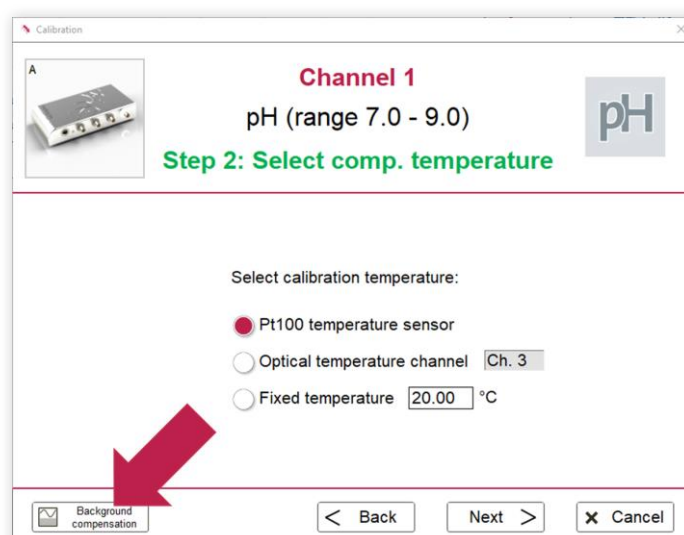 Calibration
A
Channel 1
pH (range 7.0 - 9.0)
pH
Step 2: Select comp. temperature
Select calibration temperature:
Pt100 temperature sensor
Optical temperature channel Ch. 3
Fixed temperature 20.00 °C
Background
compensation
< Back
Next >
Cancel